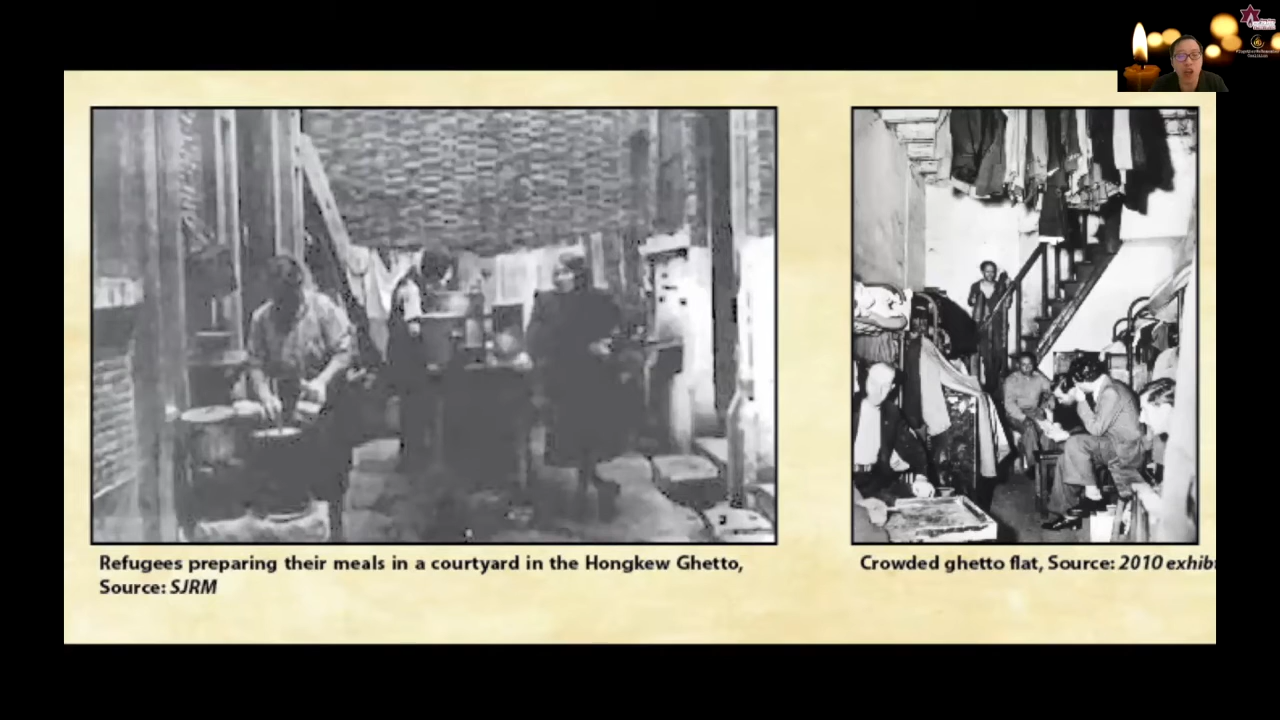 Refugees preparing their meals in a courtyard in the Hongkew Ghetto,
Source: SJRM
Crowded ghetto flat, Source: 2010 exhib